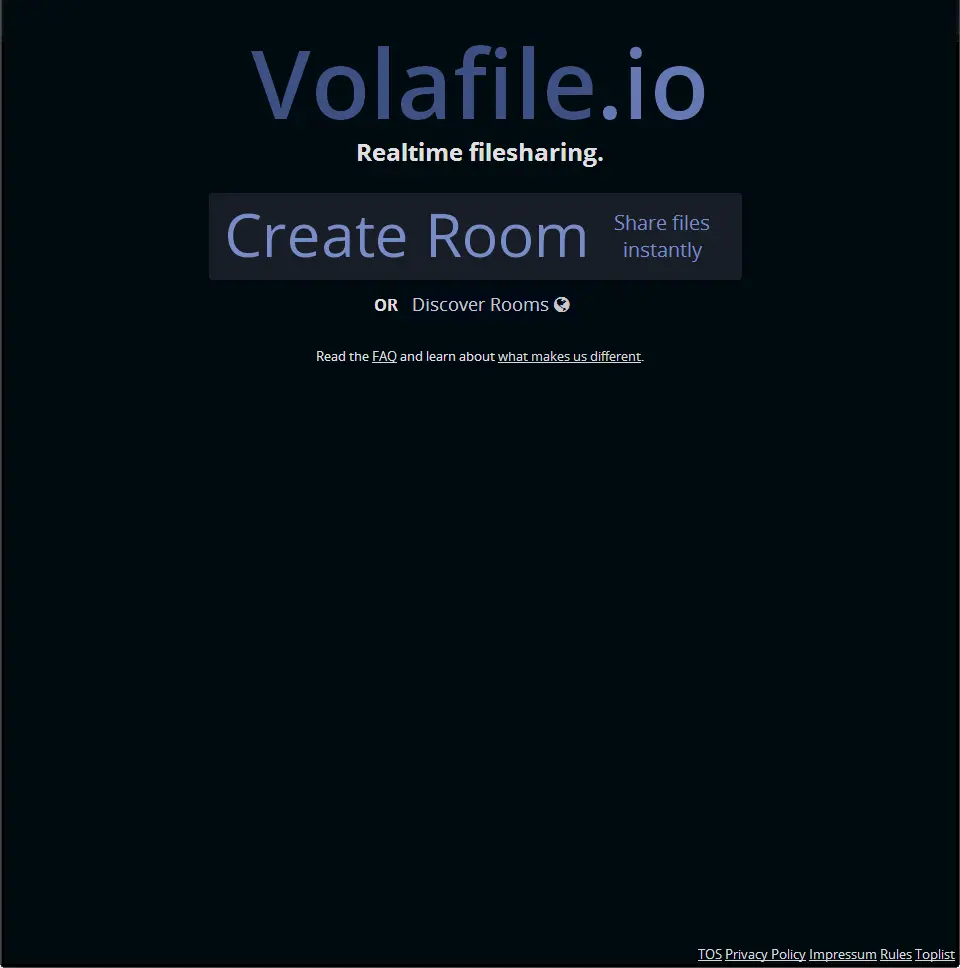 Volafile.io
Realtime filesharing.
Create Room
Share files
instantly
OR Discover Rooms
Read the FAQ and learn about what makes us different.
TOS Privacy Policy Impressum Rules Toplist